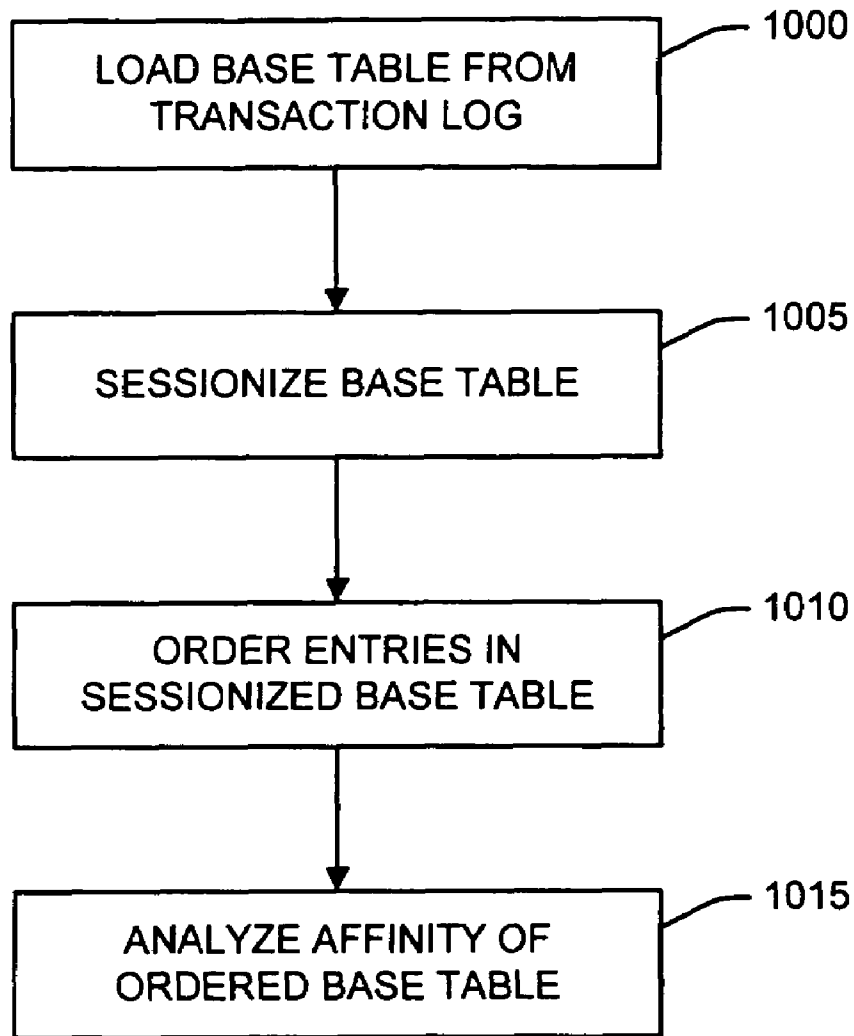 1000
LOAD BASE TABLE FROM
TRANSACTION LOG
1005
SESSIONIZE BASE TABLE
1010
ORDER ENTRIES IN
SESSIONIZED BASE TABLE
1015
ANALYZE AFFINITY OF
ORDERED BASE TABLE